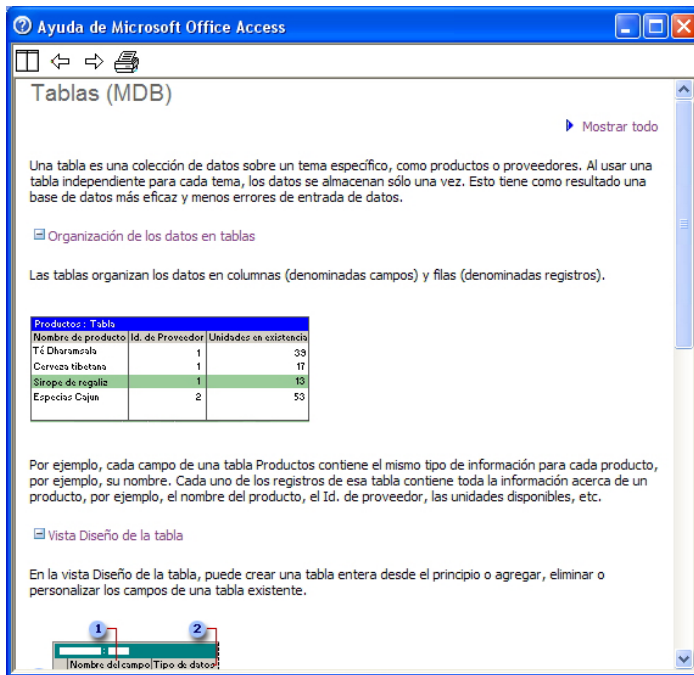 Ayuda de Microsoft Office Access
Tablas (MDB)
Mostrar todo
Una tabla es una colección de datos sobre un tema específico, como productos o proveedores. Al usar una
tabla independiente para cada tema, los datos se almacenan sólo una vez. Esto tiene como resultado una
base de datos más eficaz y menos errores de entrada de datos.
Organización de los datos en tablas
Las tablas organizan los datos en columnas (denominadas campos) y filas (denominadas registros).
Productos : Tabla
Nombre de producto Id. de Proveedor Unidades en existencia
Té Dharamsala 1 39
Cerveza tibetana 1 17
Sirope de regaliz 1 13
Especias Cajun 2 53
Por ejemplo, cada campo de una tabla Productos contiene el mismo tipo de información para cada producto,
por ejemplo, su nombre. Cada uno de los registros de esa tabla contiene toda la información acerca de un
producto, por ejemplo, el nombre del producto, el Id. de proveedor, las unidades disponibles, etc.
Vista Diseño de la tabla
En la vista Diseño de la tabla, puede crear una tabla entera desde el principio o agregar, eliminar o
personalizar los campos de una tabla existente.
1 2
Nombre del campo Tipo de datos